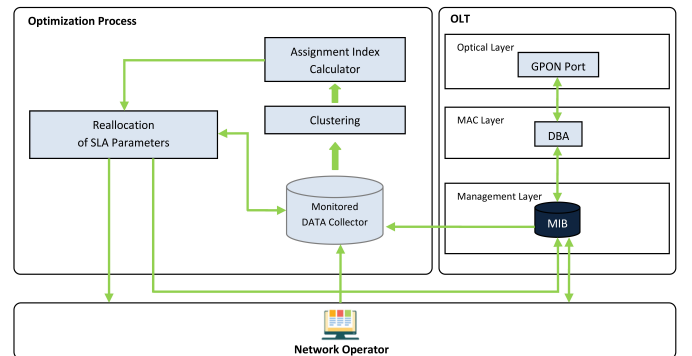 Optimization Process
Assignment Index
Calculator
Reallocation
of SLA Parameters
Clustering
Monitored
DATA Collector
OLT
Optical Layer
GPON Port
MAC Layer
DBA
Management Layer
MIB
Network Operator